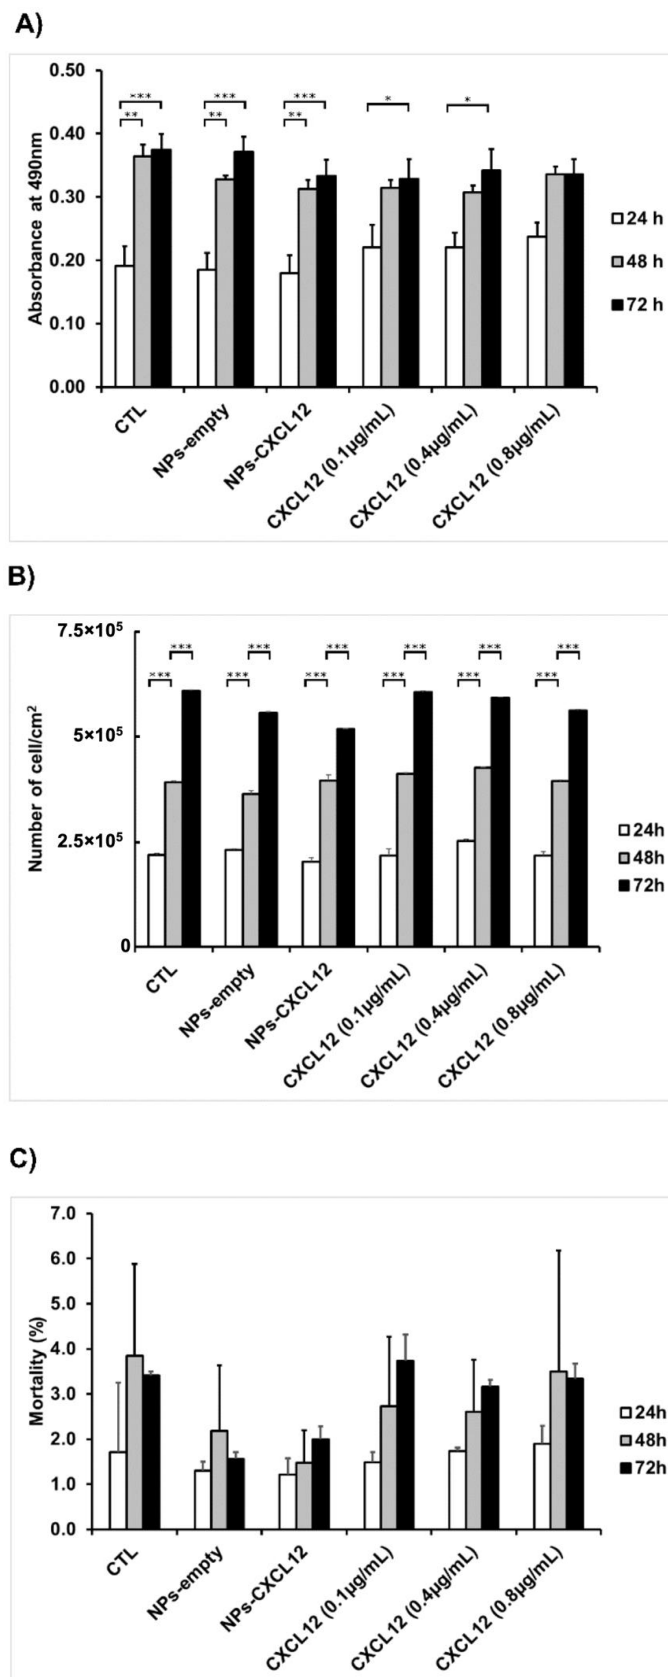 A)
0.50
0.40
0.30
0.20
0.10
0.00
Absorbance at 490nm
*** *** *** * *
** ** **
24 h
48 h
72 h
CTL
NPs-empty
NPs-CXCL12
CXCL12 (0.1µg/mL)
CXCL12 (0.4µg/mL)
CXCL12 (0.8µg/mL)
B)
7.5×10⁵
5×10⁵
2.5×10⁵
0
Number of cell/cm²
*** *** *** *** *** ***
*** *** *** *** *** ***
24h
48h
72h
CTL
NPs-empty
NPs-CXCL12
CXCL12 (0.1µg/mL)
CXCL12 (0.4µg/mL)
CXCL12 (0.8µg/mL)
C)
7.0
6.0
5.0
4.0
3.0
2.0
1.0
0.0
Mortality (%)
24h
48h
72h
CTL
NPs-empty
NPs-CXCL12
CXCL12 (0.1µg/mL)
CXCL12 (0.4µg/mL)
CXCL12 (0.8µg/mL)